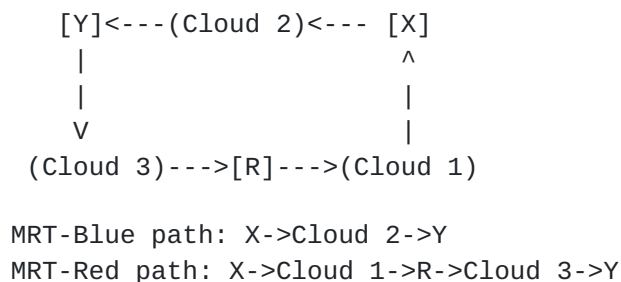 [Y]<---(Cloud 2)<--- [X]
|                    ^
|                    |
V                    |
(Cloud 3)--->[R]--->(Cloud 1)
MRT-Blue path: X->Cloud 2->Y
MRT-Red path: X->Cloud 1->R->Cloud 3->Y